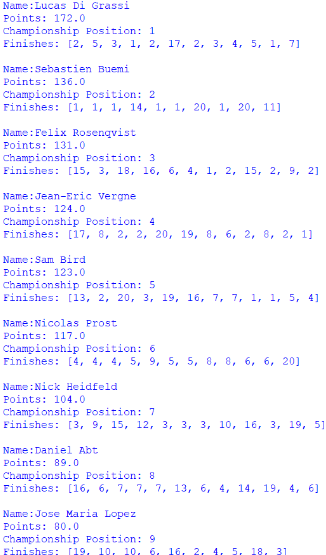 Name:Lucas Di Grassi
Points: 172.0
Championship Position: 1
Finishes: [2, 5, 3, 1, 2, 17, 2, 3, 4, 5, 1, 7]
Name:Sebastien Buemi
Points: 136.0
Championship Position: 2
Finishes: [1, 1, 1, 14, 1, 1, 20, 1, 20, 11]
Name:Felix Rosenqvist
Points: 131.0
Championship Position: 3
Finishes: [15, 3, 18, 16, 6, 4, 1, 2, 15, 2, 9, 2]
Name:Jean-Eric Vergne
Points: 124.0
Championship Position: 4
Finishes: [17, 8, 2, 2, 20, 19, 8, 6, 2, 8, 2, 1]
Name:Sam Bird
Points: 123.0
Championship Position: 5
Finishes: [13, 2, 20, 3, 19, 16, 7, 7, 1, 1, 5, 4]
Name:Nicolas Prost
Points: 117.0
Championship Position: 6
Finishes: [4, 4, 4, 5, 9, 5, 5, 8, 8, 6, 6, 20]
Name:Nick Heidfeld
Points: 104.0
Championship Position: 7
Finishes: [3, 9, 15, 12, 3, 3, 3, 10, 16, 3, 19, 5]
Name:Daniel Abt
Points: 89.0
Championship Position: 8
Finishes: [16, 6, 7, 7, 7, 13, 6, 4, 14, 19, 4, 6]
Name:Jose Maria Lopez
Points: 80.0
Championship Position: 9
Finishes: [19, 10, 10, 6, 16, 2, 4, 5, 18, 3]